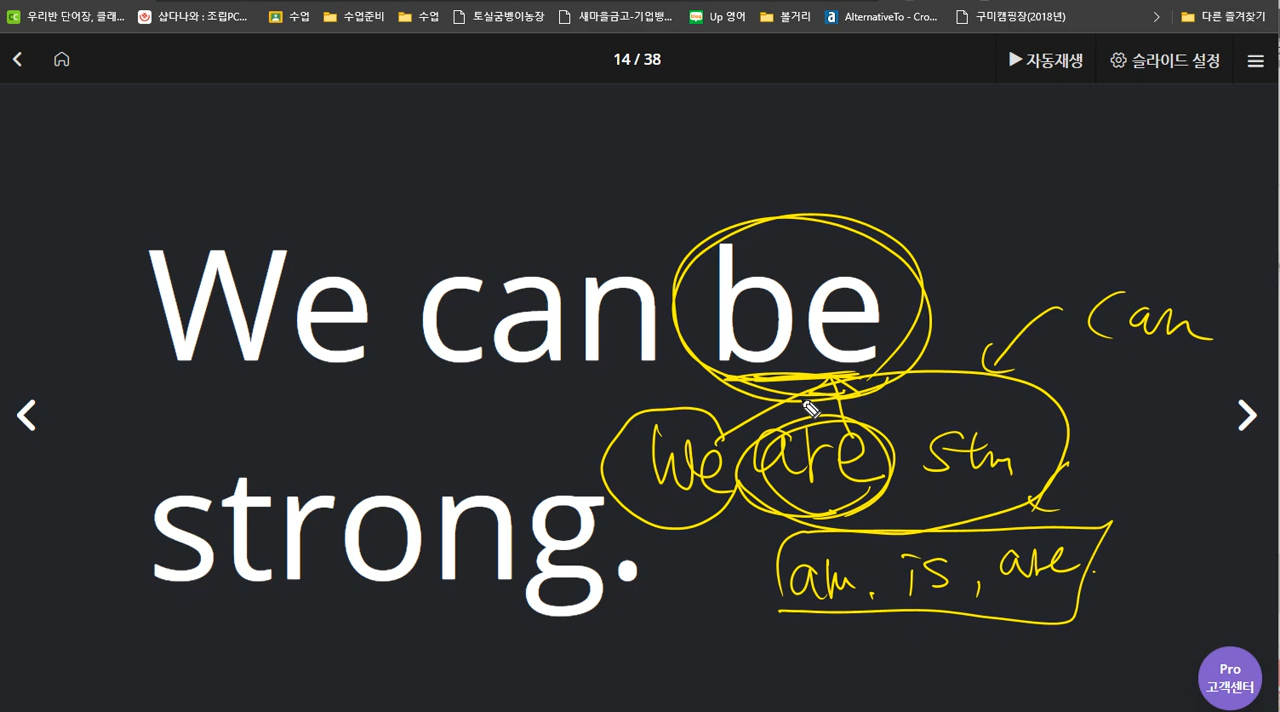 우리반 단어장, 클래... 샵다나와 : 조립PC... 수업 수업준비 수업 토실굼벵이농장 새마을금고-기업뱅... Up 영어 볼거리 AlternativeTo - Cro... 구미캠핑장(2018년) 다른 즐겨찾기
14 / 38 자동재생 슬라이드 설정
We can be
can
We are
strong.
am. is, are.
Pro
고객센터